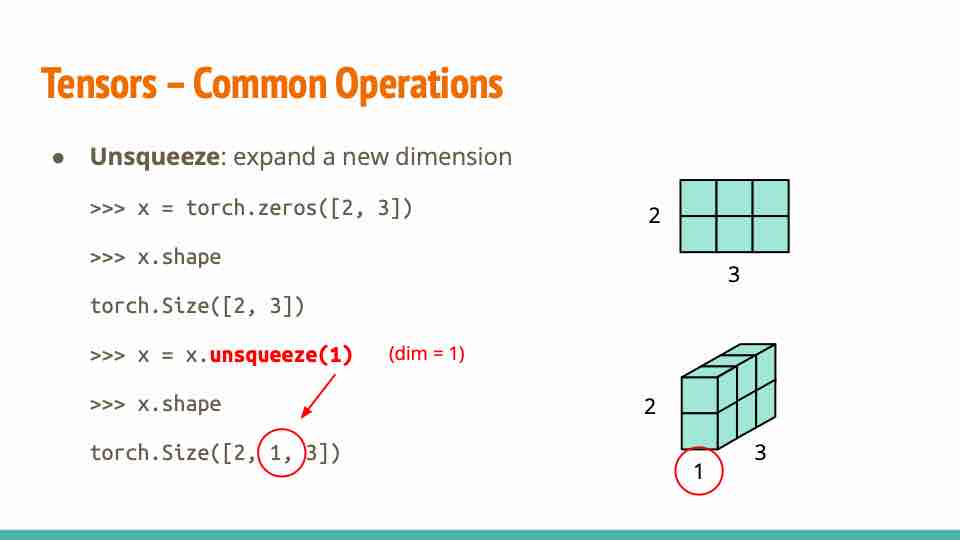 Tensors – Common Operations
● Unsqueeze: expand a new dimension
>>> x = torch.zeros([2, 3])
>>> x.shape
torch.Size([2, 3])
>>> x = x.unsqueeze(1) (dim = 1)
>>> x.shape
torch.Size([2, 1, 3])
2
3
2
3
1